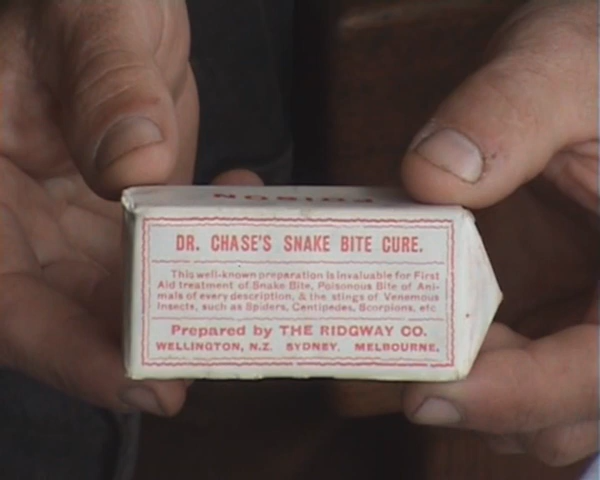 POISON
DR. CHASE'S SNAKE BITE CURE.
This well-known preparation is Invaluable for First
Aid treatment of Snake Bite, Poisonous Bite of Ani-
mals of every description, & the stings of Venemous
Insects, such as Spiders, Centipedes, Scorpions, etc
Prepared by THE RIDGWAY CO.
WELLINGTON, N.Z. SYDNEY, MELBOURNE.